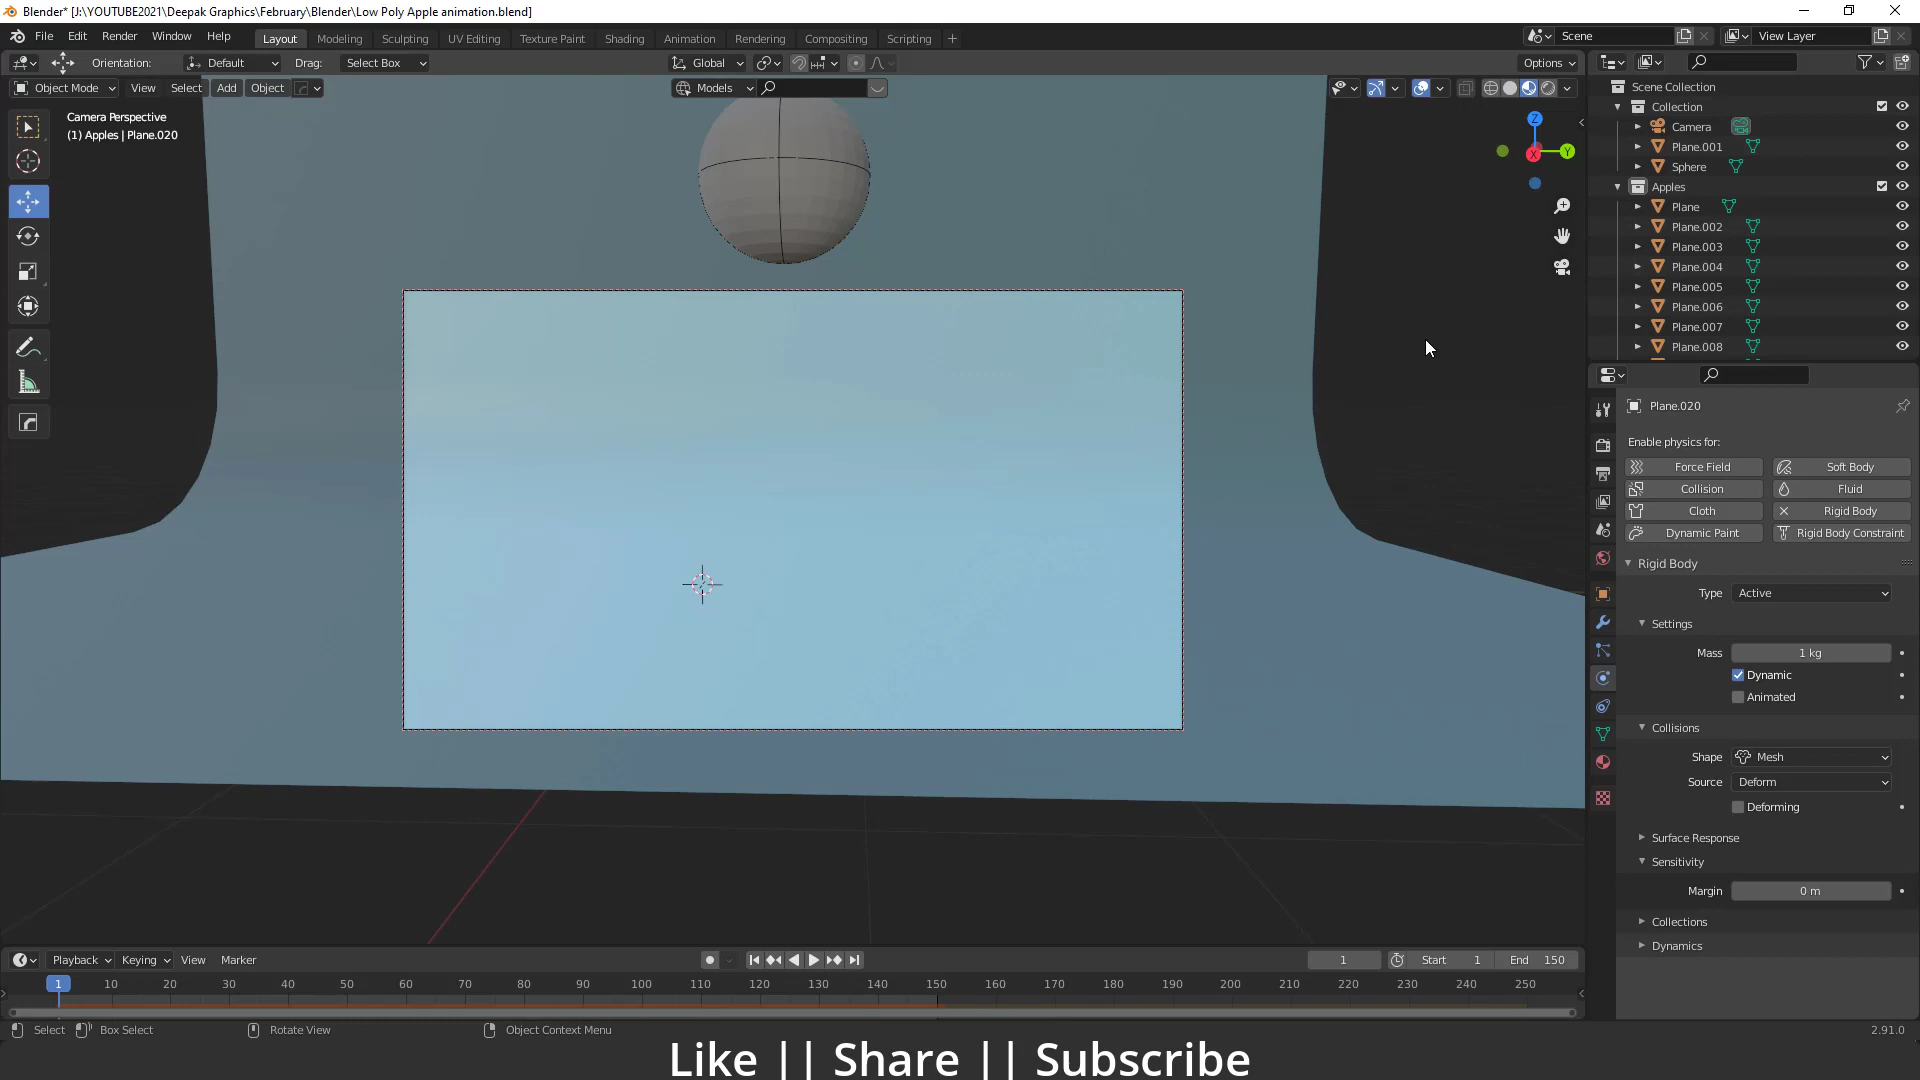 Blender* [J:\YOUTUBE2021\Deepak Graphics\February\Blender\Low Poly Apple animation.blend]
File Edit Render Window Help Layout Modeling Sculpting UV Editing Texture Paint Shading Animation Rendering Compositing Scripting + Scene View Layer
Orientation: Default Drag: Select Box Global Options
Object Mode View Select Add Object Models
Camera Perspective
(1) Apples | Plane.020
Z
Y
X
Scene Collection
Collection
Camera
Plane.001
Sphere
Apples
Plane
Plane.002
Plane.003
Plane.004
Plane.005
Plane.006
Plane.007
Plane.008
Plane.020
Enable physics for:
Force Field Soft Body
Collision Fluid
Cloth Rigid Body
Dynamic Paint Rigid Body Constraint
Rigid Body
Type Active
Settings
Mass 1 kg
Dynamic
Animated
Collisions
Shape Mesh
Source Deform
Deforming
Surface Response
Sensitivity
Margin 0 m
Collections
Dynamics
Playback Keying View Marker 1 Start 1 End 150
1 10 20 30 40 50 60 70 80 90 100 110 120 130 140 150 160 170 180 190 200 210 220 230 240 250
Select Box Select Rotate View Object Context Menu 2.91.0
Like || Share || Subscribe